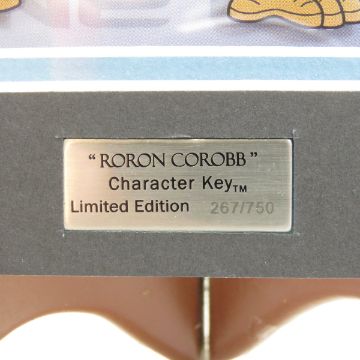 “ RORON COROBB ”
Character Key™
Limited Edition 267/750